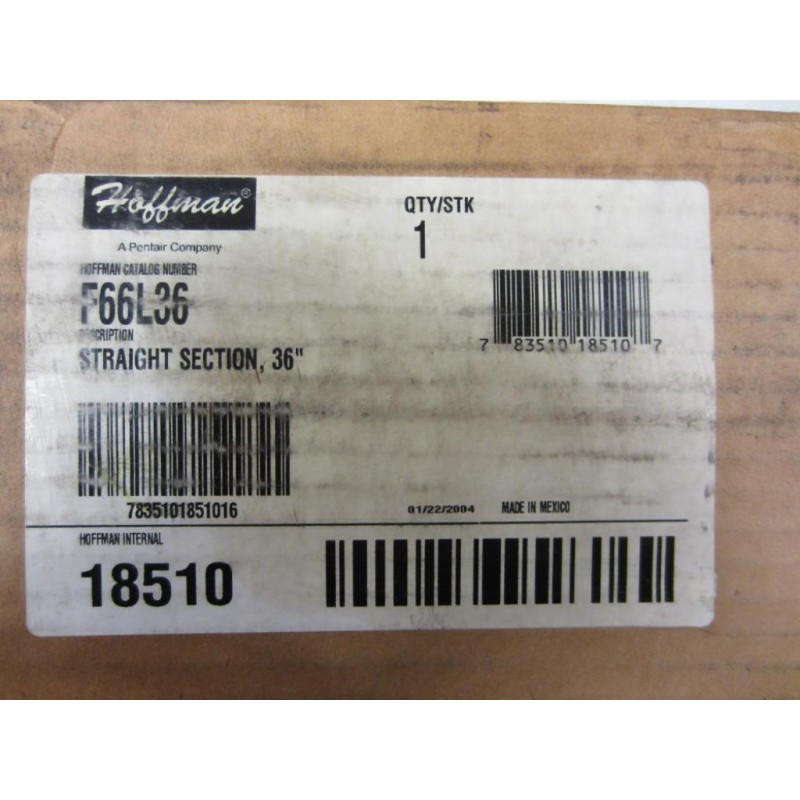 Hoffman®
A Pentair Company
QTY/STK
1
HOFFMAN CATALOG NUMBER
F66L36
DESCRIPTION
STRAIGHT SECTION, 36"
7 83510 18510 7
7835101851016
01/22/2004 MADE IN MEXICO
HOFFMAN INTERNAL
18510